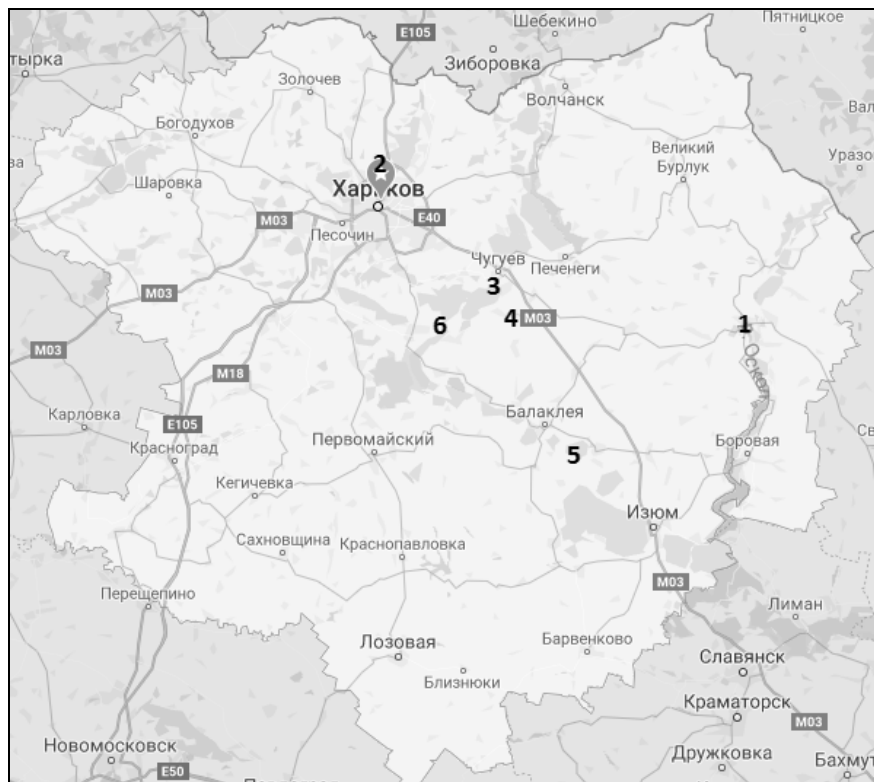 Шебекино
Пятницкое
E105
тырка
Зиборовка
Золочев
Волчанск
Вал
Богодухов
Великий
Бурлук
за
Уразо
2
Шаровка
Харьков
M03
E40
Песочин
Чугуев
Печенеги
3
M03
6
4
M03
1
M03
Оскол
M18
Карловка
E105
Балаклея
Св
Первомайский
Боровая
Красноград
5
Кегичевка
Изюм
Сахновщина
Краснопавловка
M03
Перещепино
Лиман
Лозовая
Барвенково
Славянск
Близнюки
Краматорск
M03
Новомосковск
Дружковка
E50
Бахмут